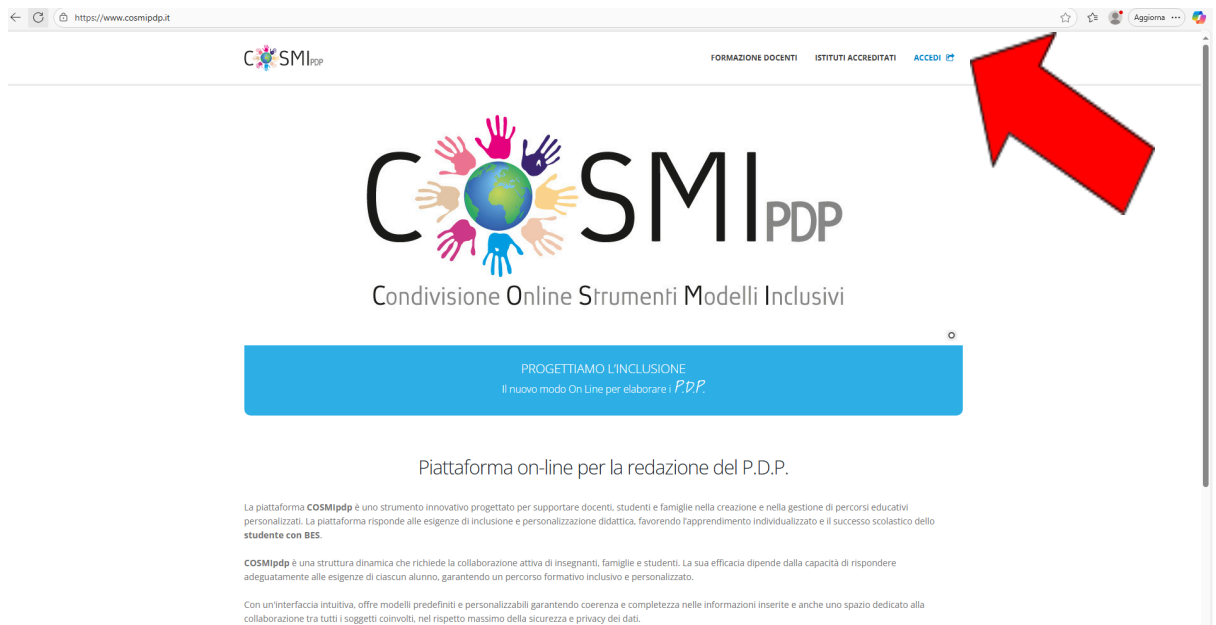 https://www.cosmipdp.it
Aggiorna
COSMI PDP
FORMAZIONE DOCENTI ISTITUTI ACCREDITATI ACCEDI
COSMI PDP
Condivisione Online Strumenti Modelli Inclusivi
PROGETTIAMO L'INCLUSIONE
Il nuovo modo On Line per elaborare i P.D.P.
Piattaforma on-line per la redazione del P.D.P.
La piattaforma COSMIpdp è uno strumento innovativo progettato per supportare docenti, studenti e famiglie nella creazione e nella gestione di percorsi educativi
personalizzati. La piattaforma risponde alle esigenze di inclusione e personalizzazione didattica, favorendo l'apprendimento individualizzato e il successo scolastico dello
studente con BES.
COSMIpdp è una struttura dinamica che richiede la collaborazione attiva di insegnanti, famiglie e studenti. La sua efficacia dipende dalla capacità di rispondere
adeguatamente alle esigenze di ciascun alunno, garantendo un percorso formativo inclusivo e personalizzato.
Con un'interfaccia intuitiva, offre modelli predefiniti e personalizzabili garantendo coerenza e completezza nelle informazioni inserite e anche uno spazio dedicato alla
collaborazione tra tutti i soggetti coinvolti, nel rispetto massimo della sicurezza e privacy dei dati.